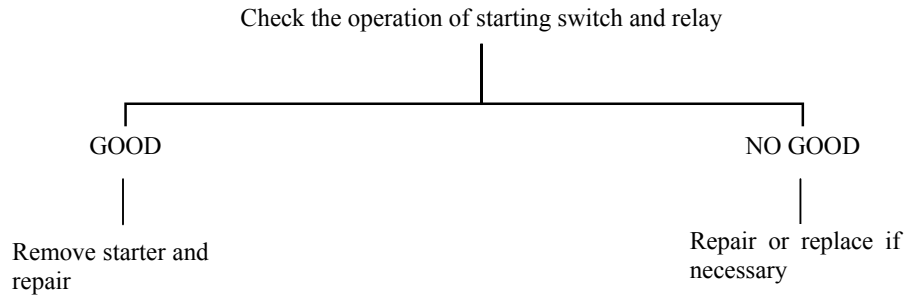 Check the operation of starting switch and relay
GOOD
NO GOOD
Remove starter and
repair
Repair or replace if
necessary